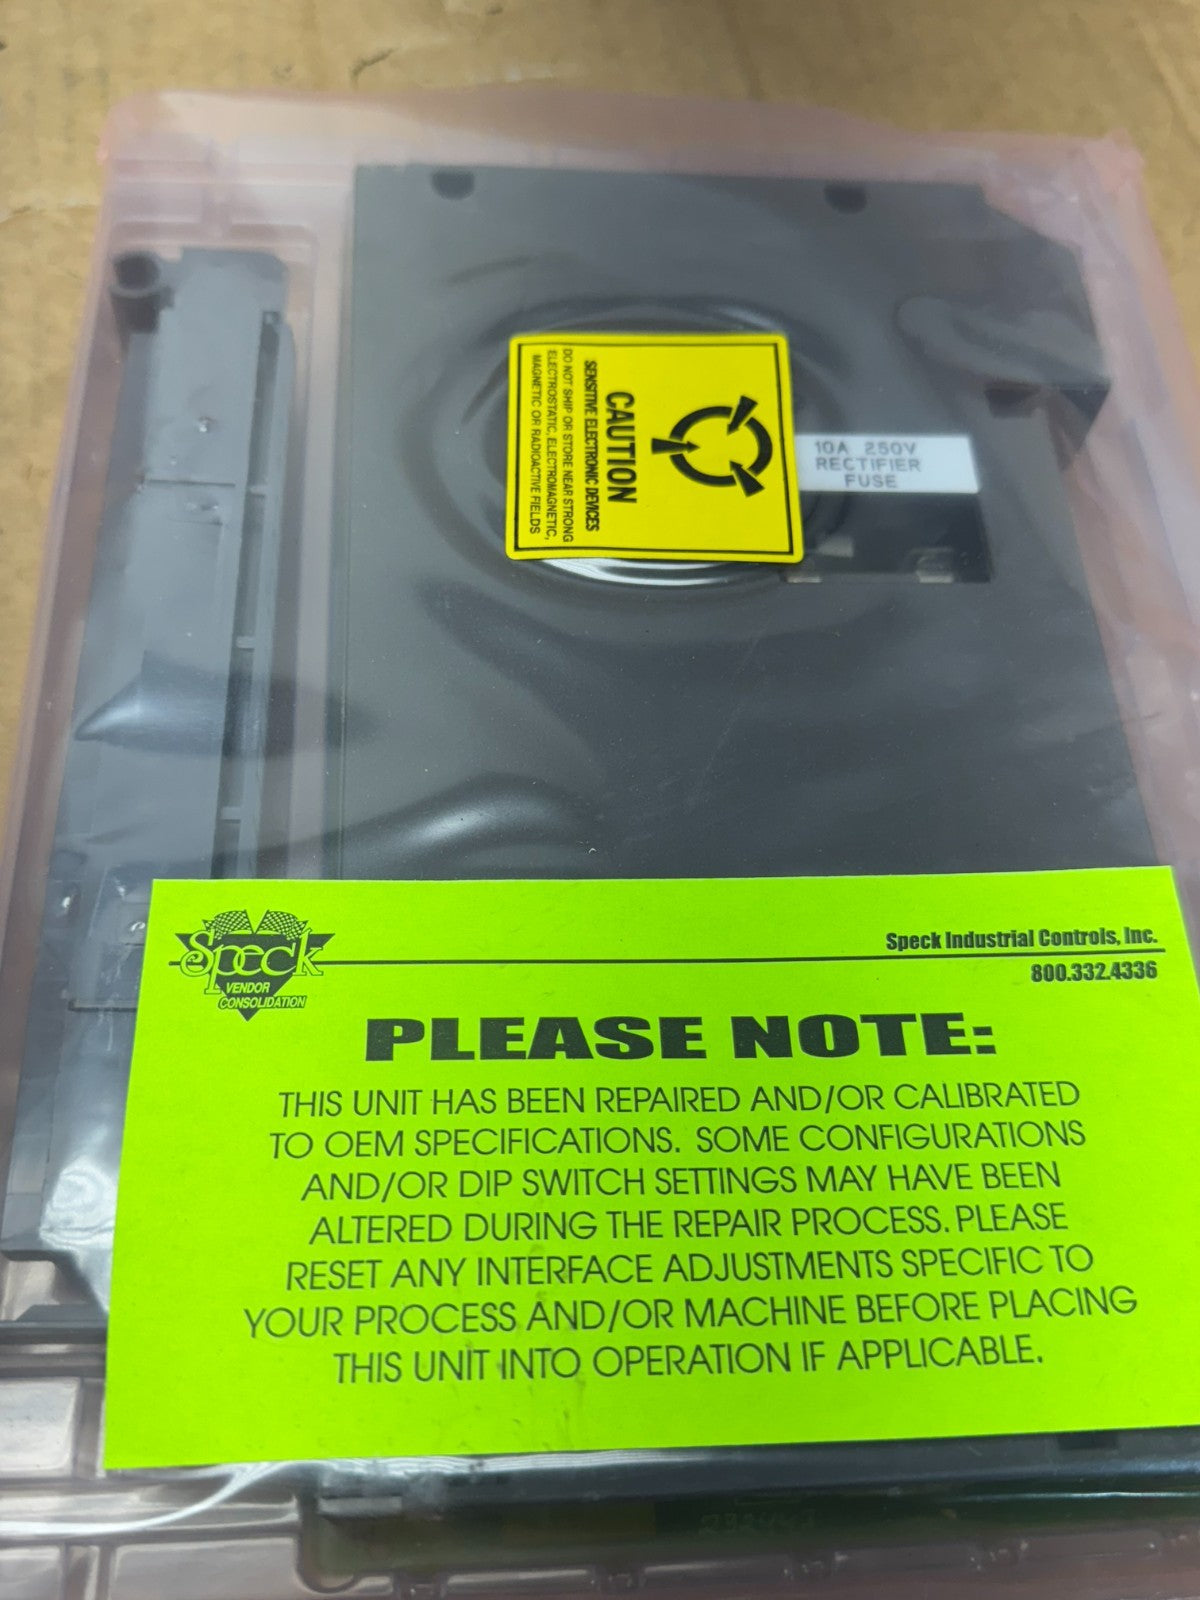 CAUTION
SENSITIVE ELECTRONIC DEVICES
DO NOT SHIP OR STORE NEAR STRONG
ELECTROSTATIC, ELECTROMAGNETIC,
MAGNETIC OR RADIOACTIVE FIELDS
10A 250V
RECTIFIER
FUSE
Speck
VENDOR
CONSOLIDATION
Speck Industrial Controls, Inc.
800.332.4336
PLEASE NOTE:
THIS UNIT HAS BEEN REPAIRED AND/OR CALIBRATED
TO OEM SPECIFICATIONS. SOME CONFIGURATIONS
AND/OR DIP SWITCH SETTINGS MAY HAVE BEEN
ALTERED DURING THE REPAIR PROCESS. PLEASE
RESET ANY INTERFACE ADJUSTMENTS SPECIFIC TO
YOUR PROCESS AND/OR MACHINE BEFORE PLACING
THIS UNIT INTO OPERATION IF APPLICABLE.